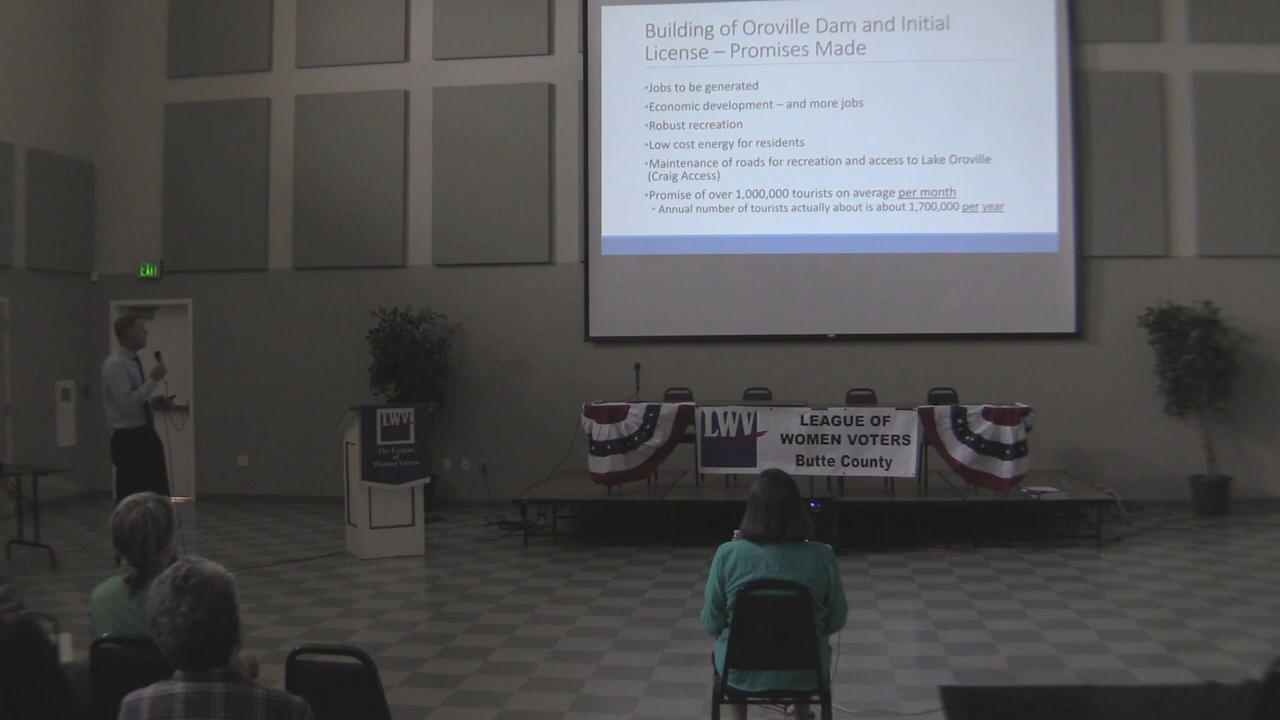 Building of Oroville Dam and Initial
License – Promises Made
•Jobs to be generated
•Economic development – and more jobs
•Robust recreation
•Low cost energy for residents
•Maintenance of roads for recreation and access to Lake Oroville
(Craig Access)
•Promise of over 1,000,000 tourists on average per month
• Annual number of tourists actually about is about 1,700,000 per year
EXIT
LWV
The League
of
Women Voters
LWV
LEAGUE OF
WOMEN VOTERS
Butte County